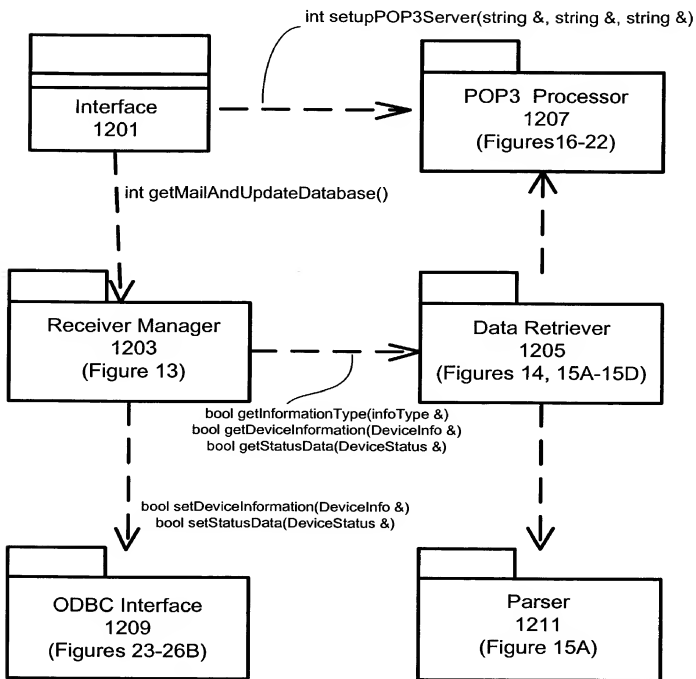 int setupPOP3Server(string &, string &, string &)
Interface
1201
POP3 Processor
1207
(Figures16-22)
int getMailAndUpdateDatabase()
Receiver Manager
1203
(Figure 13)
Data Retriever
1205
(Figures 14, 15A-15D)
bool getInformationType(infoType &)
bool getDeviceInformation(DeviceInfo &)
bool getStatusData(DeviceStatus &)
bool setDeviceInformation(DeviceInfo &)
bool setStatusData(DeviceStatus &)
ODBC Interface
1209
(Figures 23-26B)
Parser
1211
(Figure 15A)